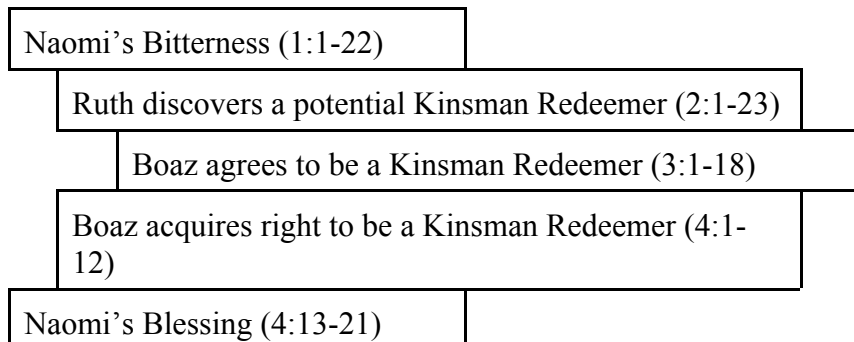 Naomi’s Bitterness (1:1-22)
Ruth discovers a potential Kinsman Redeemer (2:1-23)
Boaz agrees to be a Kinsman Redeemer (3:1-18)
Boaz acquires right to be a Kinsman Redeemer (4:1-
12)
Naomi’s Blessing (4:13-21)